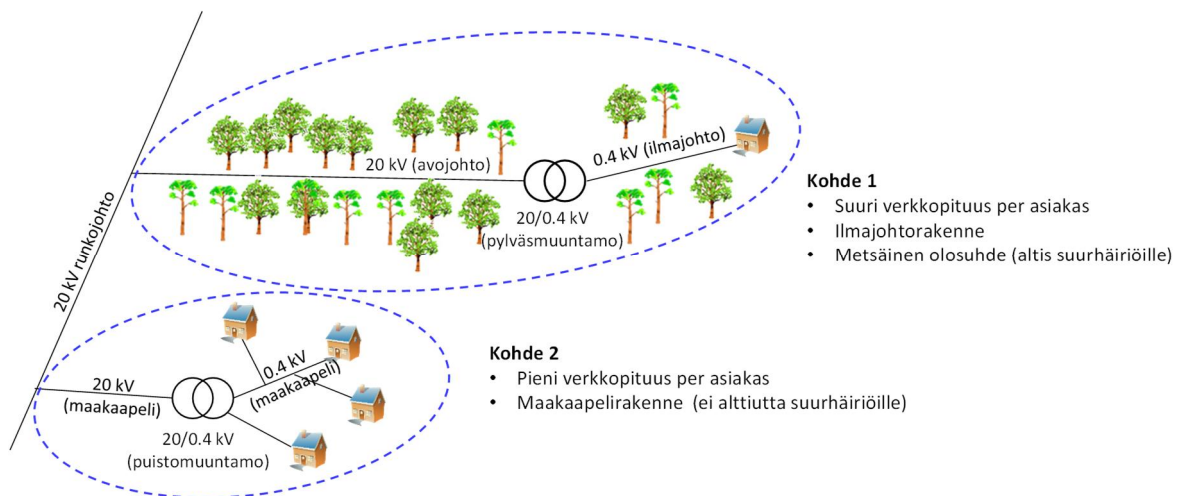 20 kV runkojohto
20 kV (avojohto)
0.4 kV (ilmajohto)
20/0.4 kV
(pylväsmuuntamo)
Kohde 1
• Suuri verkkopituus per asiakas
• Ilmajohtorakenne
• Metsäinen olosuhde (altis suurhäiriöille)
20 kV
(maakaapeli)
0.4 kV
(maakaapeli)
20/0.4 kV
(puistomuuntamo)
Kohde 2
• Pieni verkkopituus per asiakas
• Maakaapelirakenne (ei alttiutta suurhäiriöille)